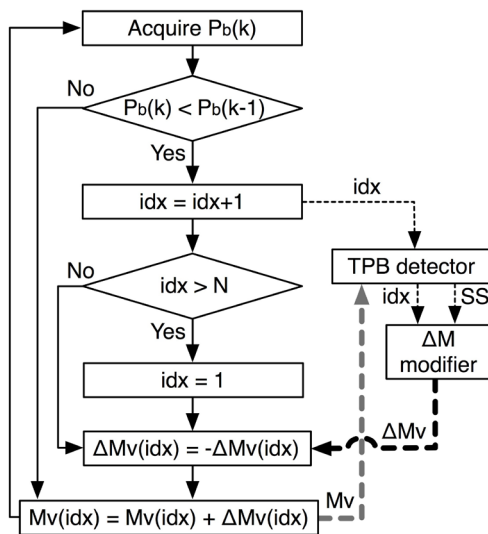 Acquire Pb(k)
No
Pb(k) < Pb(k-1)
Yes
idx = idx+1
idx
No
idx > N
TPB detector
idx
SS
Yes
ΔM
modifier
idx = 1
ΔMv(idx) = -ΔMv(idx)
ΔMv
Mv(idx) = Mv(idx) + ΔMv(idx)
Mv